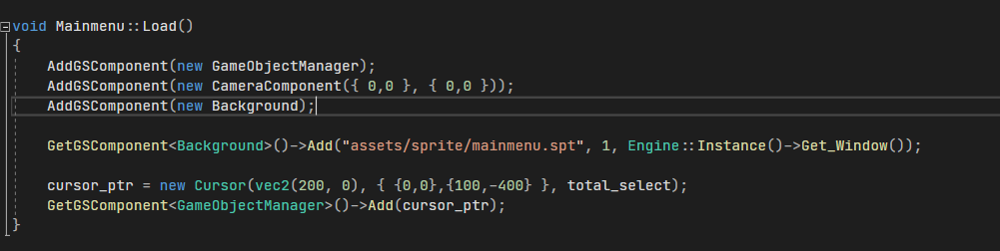 void Mainmenu::Load()
{
    AddGSComponent(new GameObjectManager);
    AddGSComponent(new CameraComponent({ 0,0 }, { 0,0 }));
    AddGSComponent(new Background);
    GetGSComponent<Background>()->Add("assets/sprite/mainmenu.spt", 1, Engine::Instance()->Get_Window());
    cursor_ptr = new Cursor(vec2(200, 0), { {0,0},{100,-400} }, total_select);
    GetGSComponent<GameObjectManager>()->Add(cursor_ptr);
}